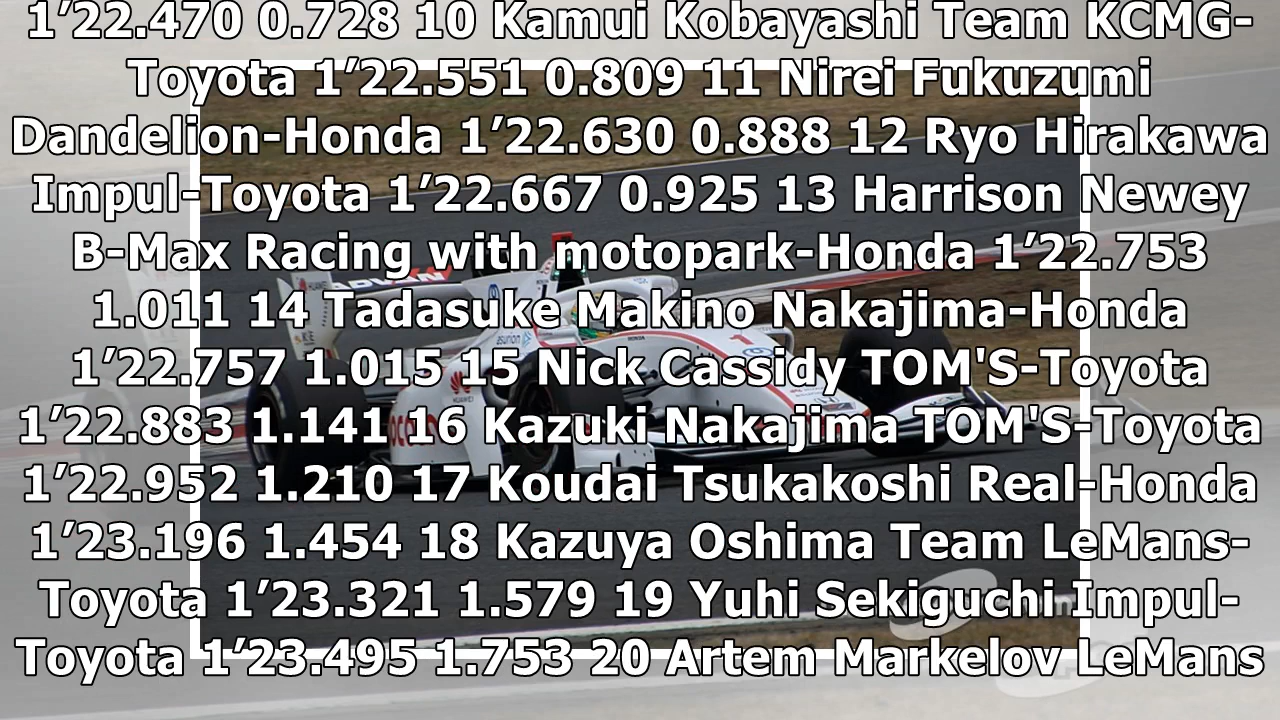 1’22.470 0.728 10 Kamui Kobayashi Team KCMG-
Toyota 1’22.551 0.809 11 Nirei Fukuzumi
Dandelion-Honda 1’22.630 0.888 12 Ryo Hirakawa
Impul-Toyota 1’22.667 0.925 13 Harrison Newey
B-Max Racing with motopark-Honda 1’22.753
1.011 14 Tadasuke Makino Nakajima-Honda
1’22.757 1.015 15 Nick Cassidy TOM'S-Toyota
1’22.883 1.141 16 Kazuki Nakajima TOM'S-Toyota
1’22.952 1.210 17 Koudai Tsukakoshi Real-Honda
1’23.196 1.454 18 Kazuya Oshima Team LeMans-
Toyota 1’23.321 1.579 19 Yuhi Sekiguchi Impul-
Toyota 1’23.495 1.753 20 Artem Markelov LeMans
asurion
HUAWEI
1